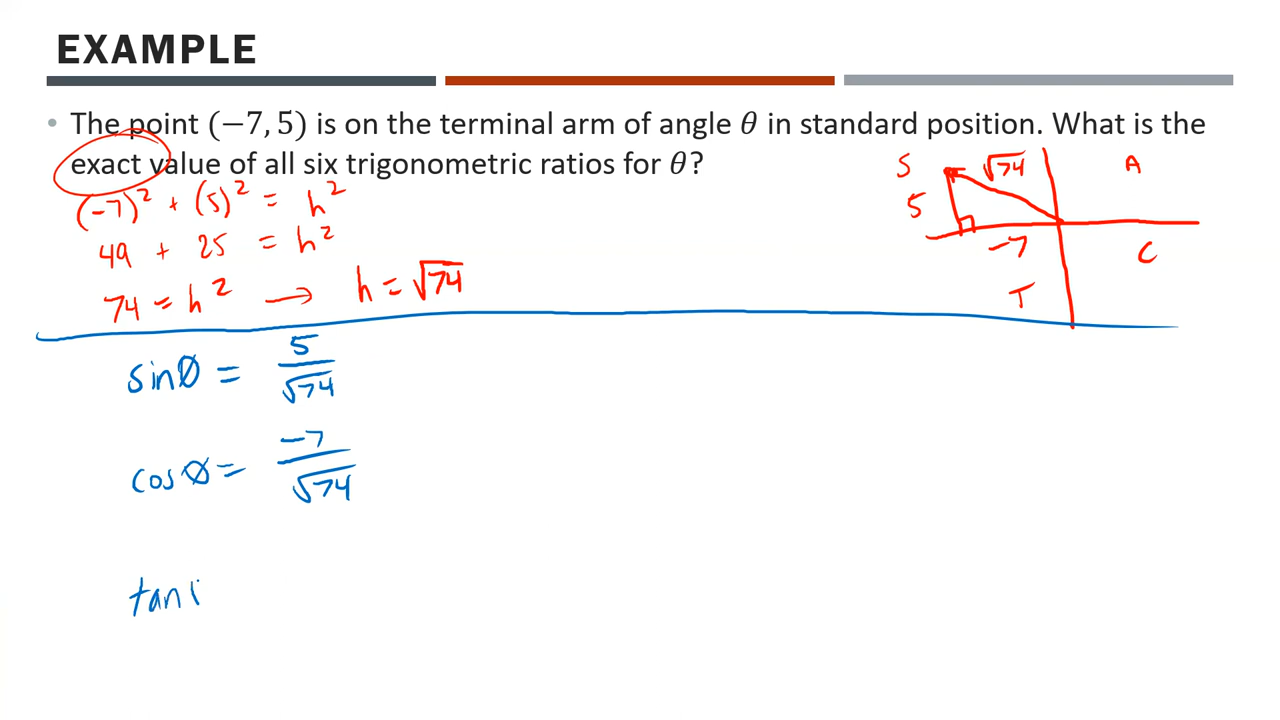 EXAMPLE
• The point (−7, 5) is on the terminal arm of angle θ in standard position. What is the
exact value of all six trigonometric ratios for θ?
(-7)² + (5)² = h²
49 + 25 = h²
74 = h² → h = √74
S √74 A
5
-7 C
T
sinθ = 5/√74
cosθ = -7/√74
tan